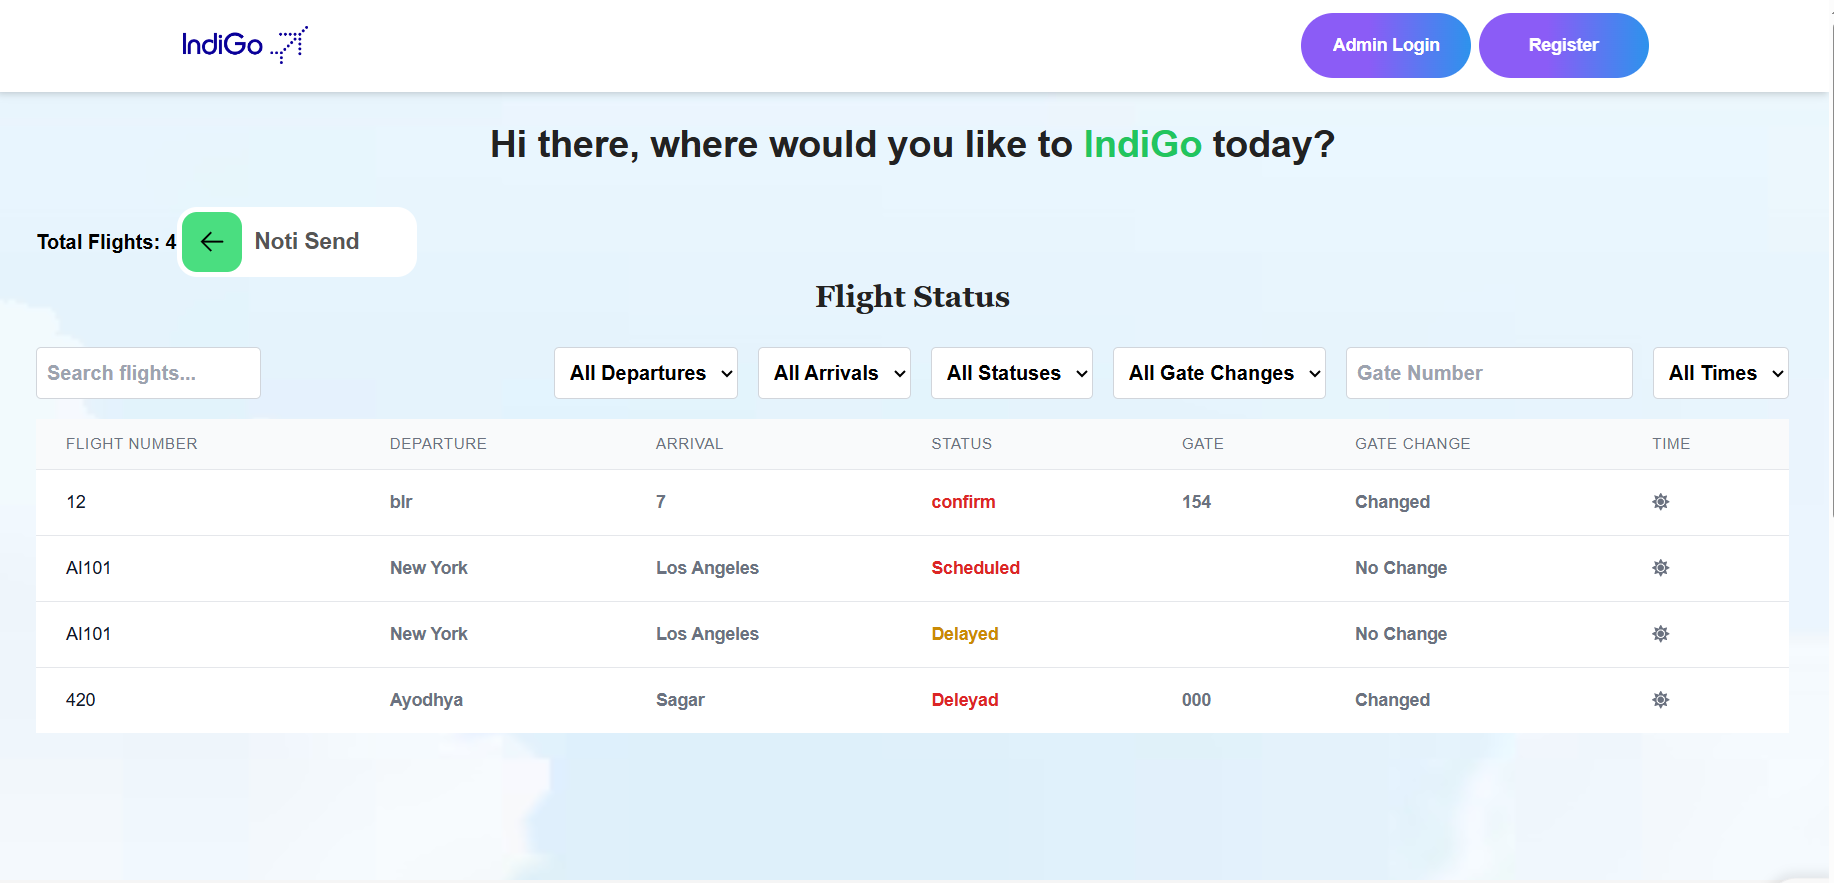 IndiGo
Admin Login Register
Hi there, where would you like to IndiGo today?
Total Flights: 4 Noti Send
Flight Status
Search flights... All Departures All Arrivals All Statuses All Gate Changes Gate Number All Times
FLIGHT NUMBER DEPARTURE ARRIVAL STATUS GATE GATE CHANGE TIME
12 blr 7 confirm 154 Changed
AI101 New York Los Angeles Scheduled No Change
AI101 New York Los Angeles Delayed No Change
420 Ayodhya Sagar Deleyad 000 Changed